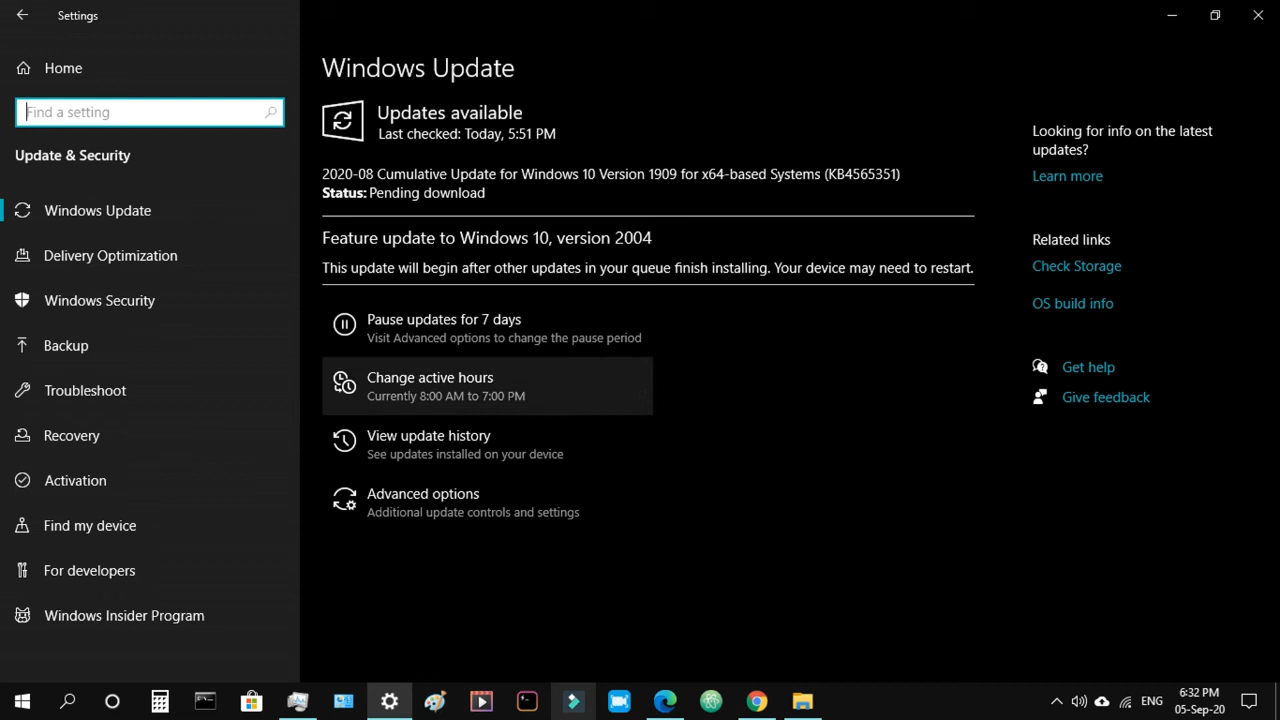 Settings
Home
Find a setting
Update & Security
Windows Update
Delivery Optimization
Windows Security
Backup
Troubleshoot
Recovery
Activation
Find my device
For developers
Windows Insider Program
Windows Update
Updates available
Last checked: Today, 5:51 PM
2020-08 Cumulative Update for Windows 10 Version 1909 for x64-based Systems (KB4565351)
Status: Pending download
Feature update to Windows 10, version 2004
This update will begin after other updates in your queue finish installing. Your device may need to restart.
Pause updates for 7 days
Visit Advanced options to change the pause period
Change active hours
Currently 8:00 AM to 7:00 PM
View update history
See updates installed on your device
Advanced options
Additional update controls and settings
Looking for info on the latest
updates?
Learn more
Related links
Check Storage
OS build info
Get help
Give feedback
ENG
6:32 PM
05-Sep-20